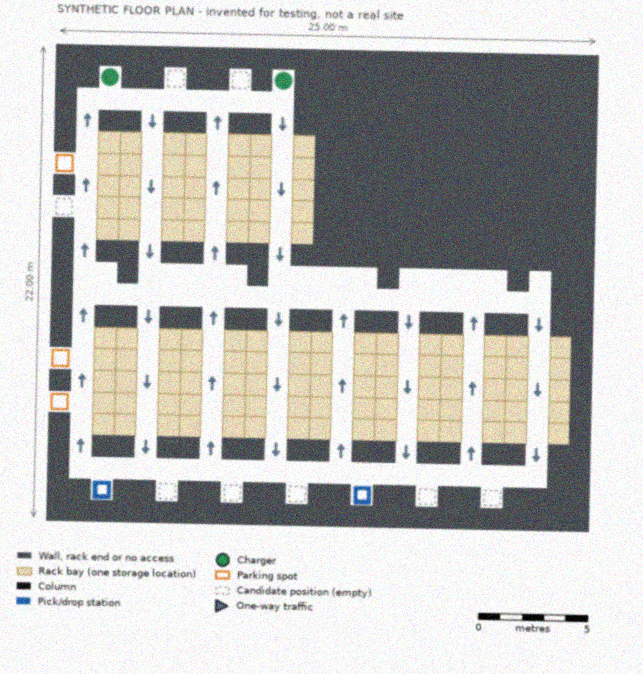 SYNTHETIC FLOOR PLAN - invented for testing, not a real site
25.00 m
22.00 m
Wall, rack end or no access
Rack bay (one storage location)
Column
Pick/drop station
Charger
Parking spot
Candidate position (empty)
One-way traffic
0 metres 5